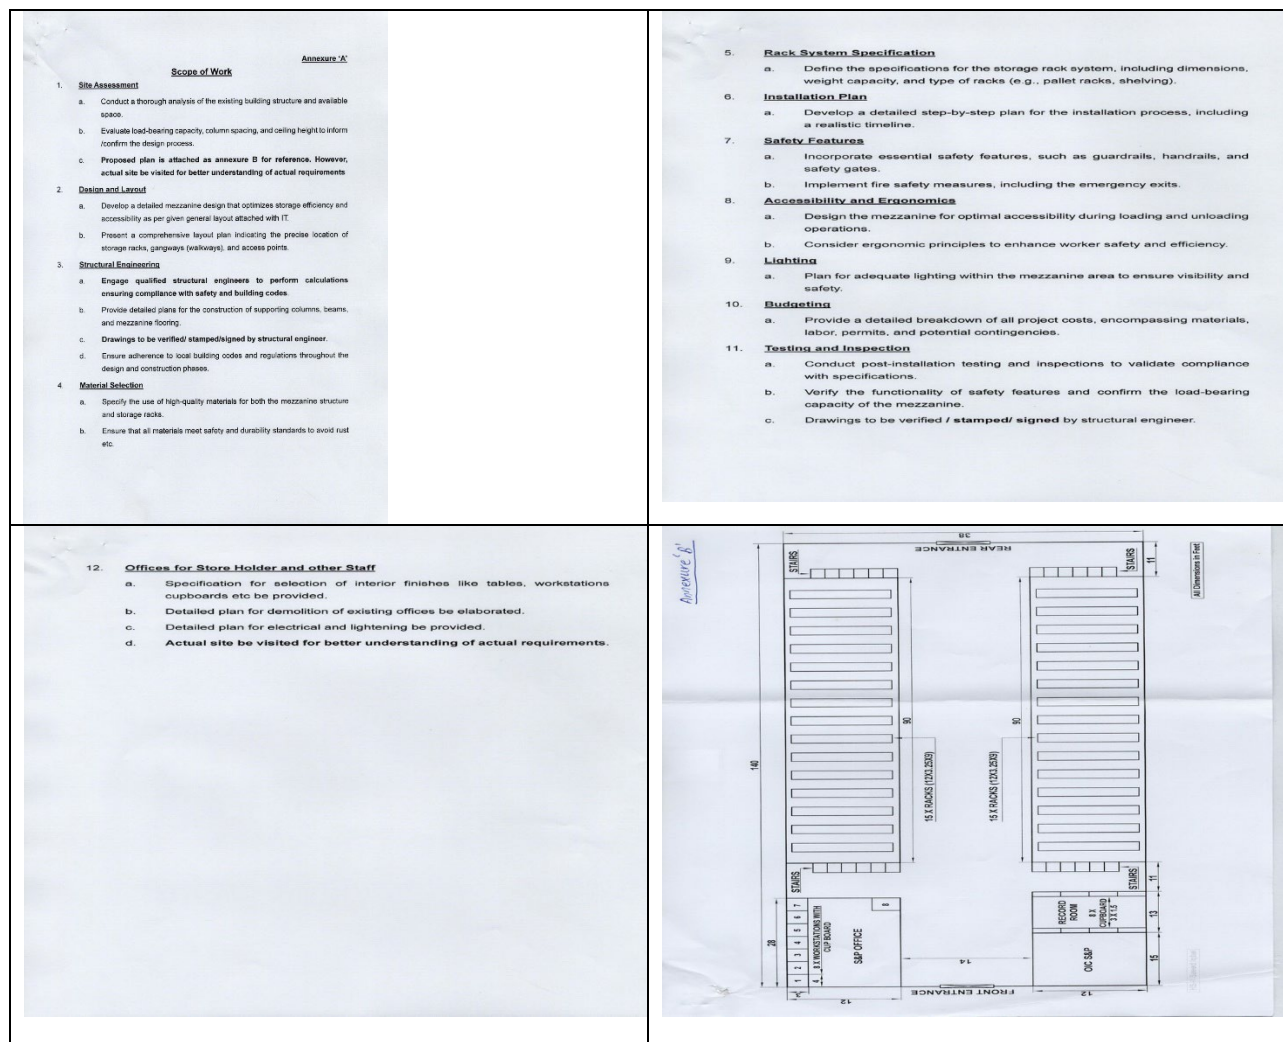 Annexure 'A'
Scope of Work
1. Site Assessment
a. Conduct a thorough analysis of the existing building structure and available
space.
b. Evaluate load-bearing capacity, column spacing, and ceiling height to inform
/confirm the design process.
c. Proposed plan is attached as annexure B for reference. However,
actual site be visited for better understanding of actual requirements
2. Design and Layout
a. Develop a detailed mezzanine design that optimizes storage efficiency and
accessibility as per given general layout attached with IT.
b. Present a comprehensive layout plan indicating the precise location of
storage racks, gangways (walkways), and access points.
3. Structural Engineering
a. Engage qualified structural engineers to perform calculations
ensuring compliance with safety and building codes.
b. Provide detailed plans for the construction of supporting columns, beams,
and mezzanine flooring.
c. Drawings to be verified/ stamped/signed by structural engineer.
d. Ensure adherence to local building codes and regulations throughout the
design and construction phases.
4. Material Selection
a. Specify the use of high-quality materials for both the mezzanine structure
and storage racks.
b. Ensure that all materials meet safety and durability standards to avoid rust
etc.
5. Rack System Specification
a. Define the specifications for the storage rack system, including dimensions,
weight capacity, and type of racks (e.g., pallet racks, shelving).
6. Installation Plan
a. Develop a detailed step-by-step plan for the installation process, including
a realistic timeline.
7. Safety Features
a. Incorporate essential safety features, such as guardrails, handrails, and
safety gates.
b. Implement fire safety measures, including the emergency exits.
8. Accessibility and Ergonomics
a. Design the mezzanine for optimal accessibility during loading and unloading
operations.
b. Consider ergonomic principles to enhance worker safety and efficiency.
9. Lighting
a. Plan for adequate lighting within the mezzanine area to ensure visibility and
safety.
10. Budgeting
a. Provide a detailed breakdown of all project costs, encompassing materials,
labor, permits, and potential contingencies.
11. Testing and Inspection
a. Conduct post-installation testing and inspections to validate compliance
with specifications.
b. Verify the functionality of safety features and confirm the load-bearing
capacity of the mezzanine.
c. Drawings to be verified / stamped/ signed by structural engineer.
12. Offices for Store Holder and other Staff
a. Specification for selection of interior finishes like tables, workstations
cupboards etc be provided.
b. Detailed plan for demolition of existing offices be elaborated.
c. Detailed plan for electrical and lightening be provided.
d. Actual site be visited for better understanding of actual requirements.
Annexure 'B'
38
REAR ENTRANCE
STAIRS
STAIRS
11
All Dimensions in Feet
140
90
90
15 X RACKS (12X3.25X9)
15 X RACKS (12X3.25X9)
STAIRS
STAIRS
11
28
1 2 3 4 5 6 7
8
4
8 X WORKSTATIONS WITH
CUP BOARD
S&P OFFICE
RECORD
ROOM
8 X
CUPBOARD
3 X 1.5
13
14
OIC S&P
15
3
12
FRONT ENTRANCE
12